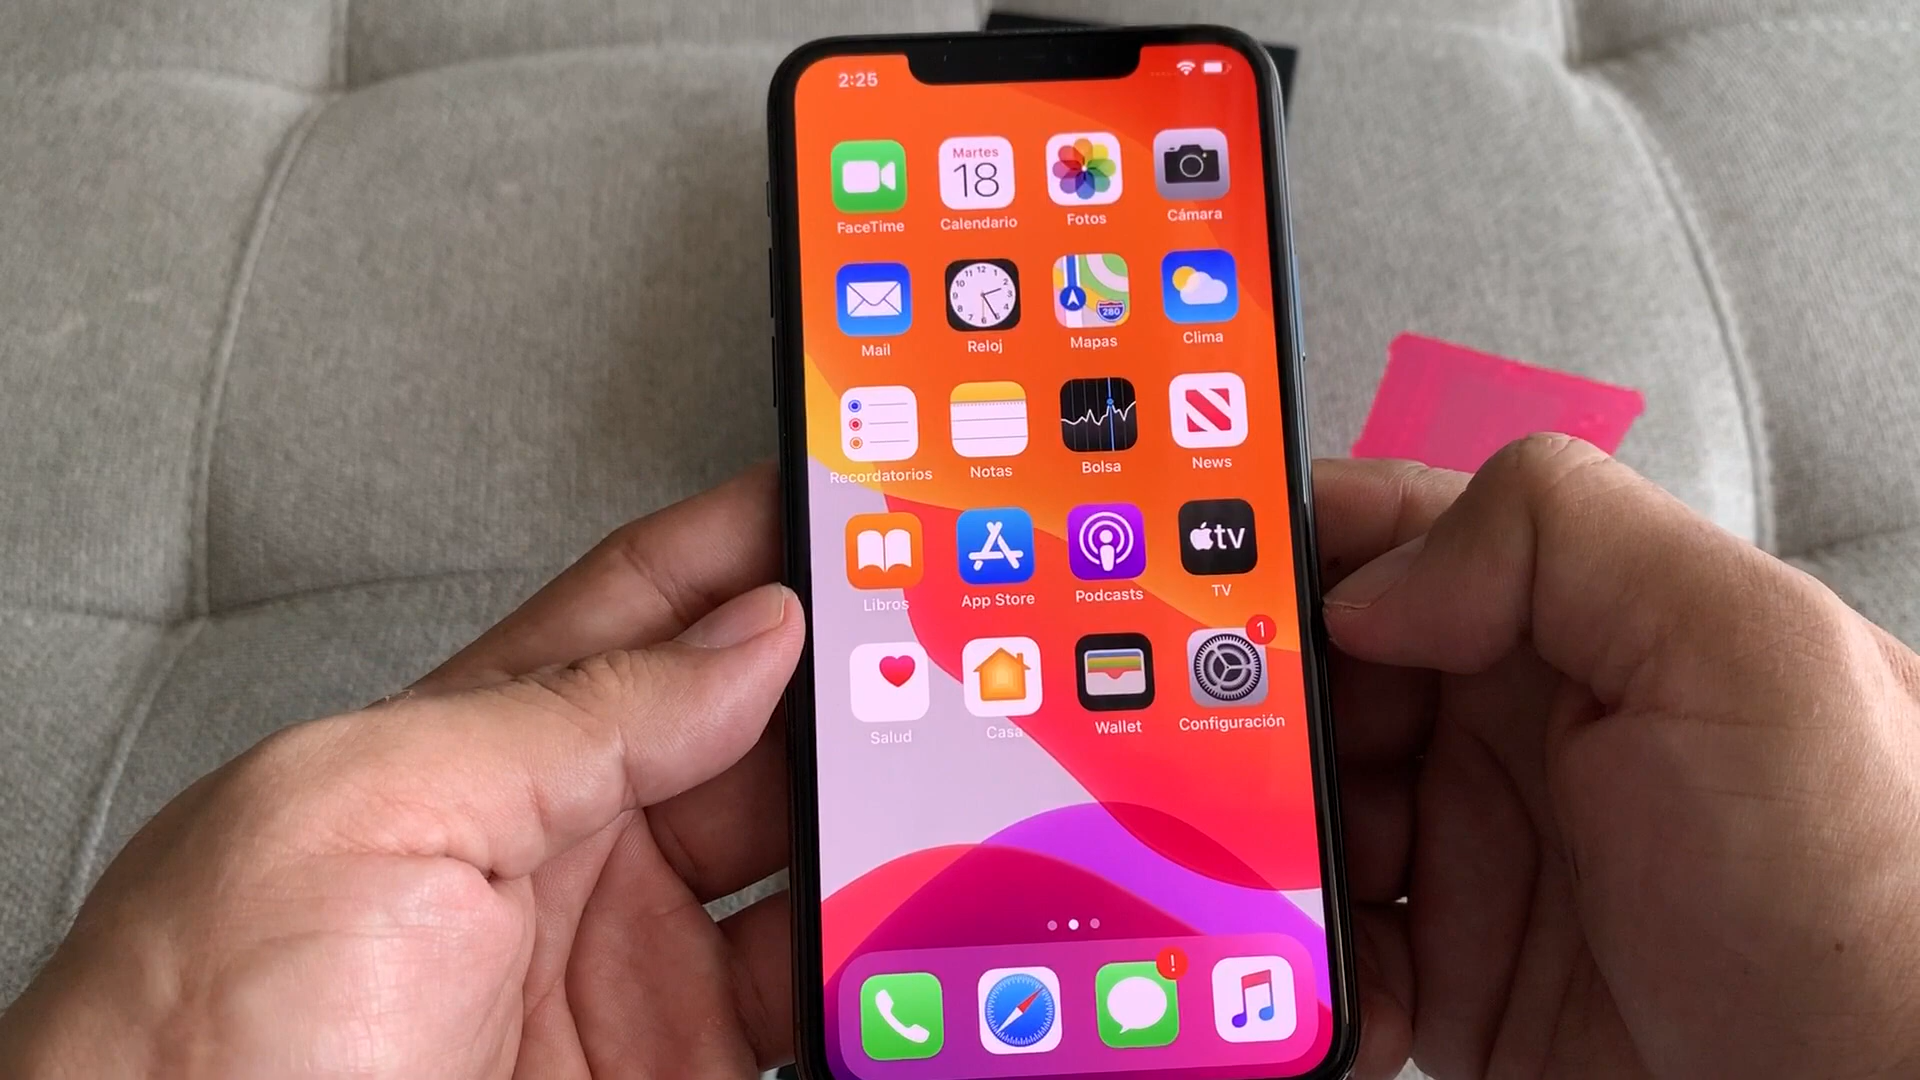 2:25
Martes
18
FaceTime
Calendario
Fotos
Cámara
280
Mail
Reloj
Mapas
Clima
Recordatorios
Notas
Bolsa
News
tv
Libros
App Store
Podcasts
TV
1
Salud
Casa
Wallet
Configuración
!